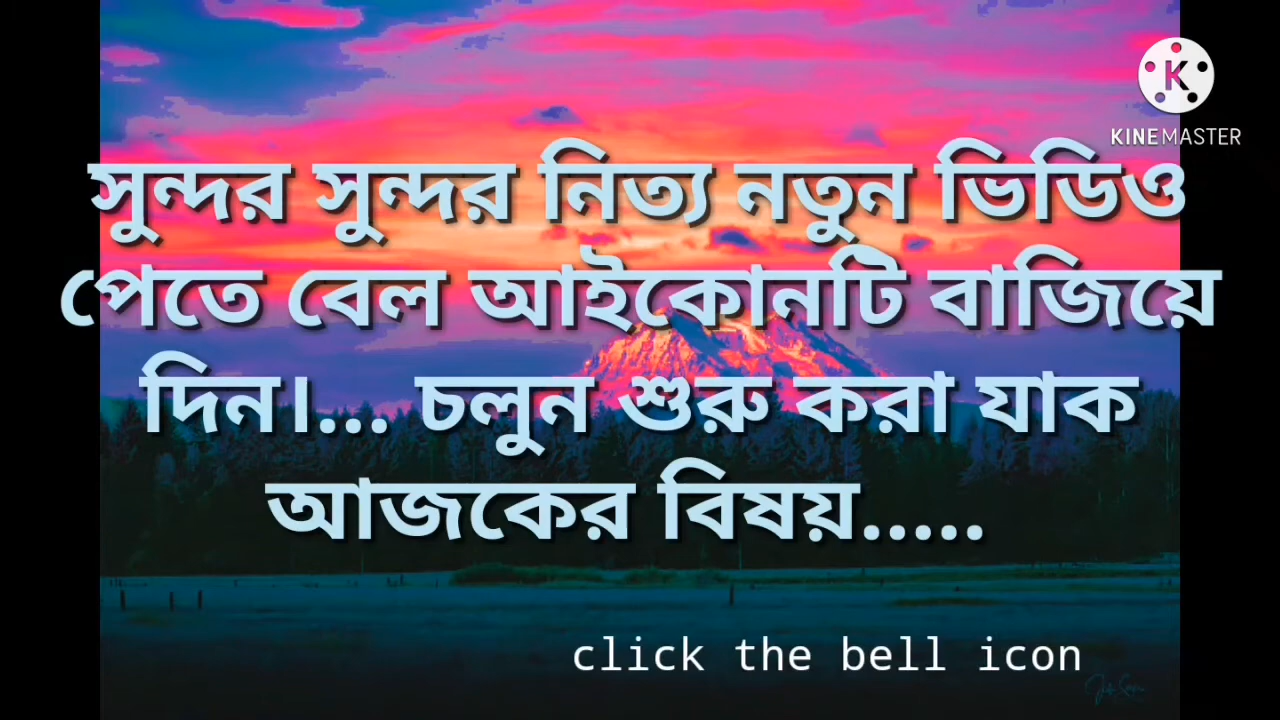 KINEMASTER
সুন্দর সুন্দর নিত্য নতুন ভিডিও
পেতে বেল আইকোনটি বাজিয়ে
দিন।... চলুন শুরু করা যাক
আজকের বিষয়.....
click the bell icon